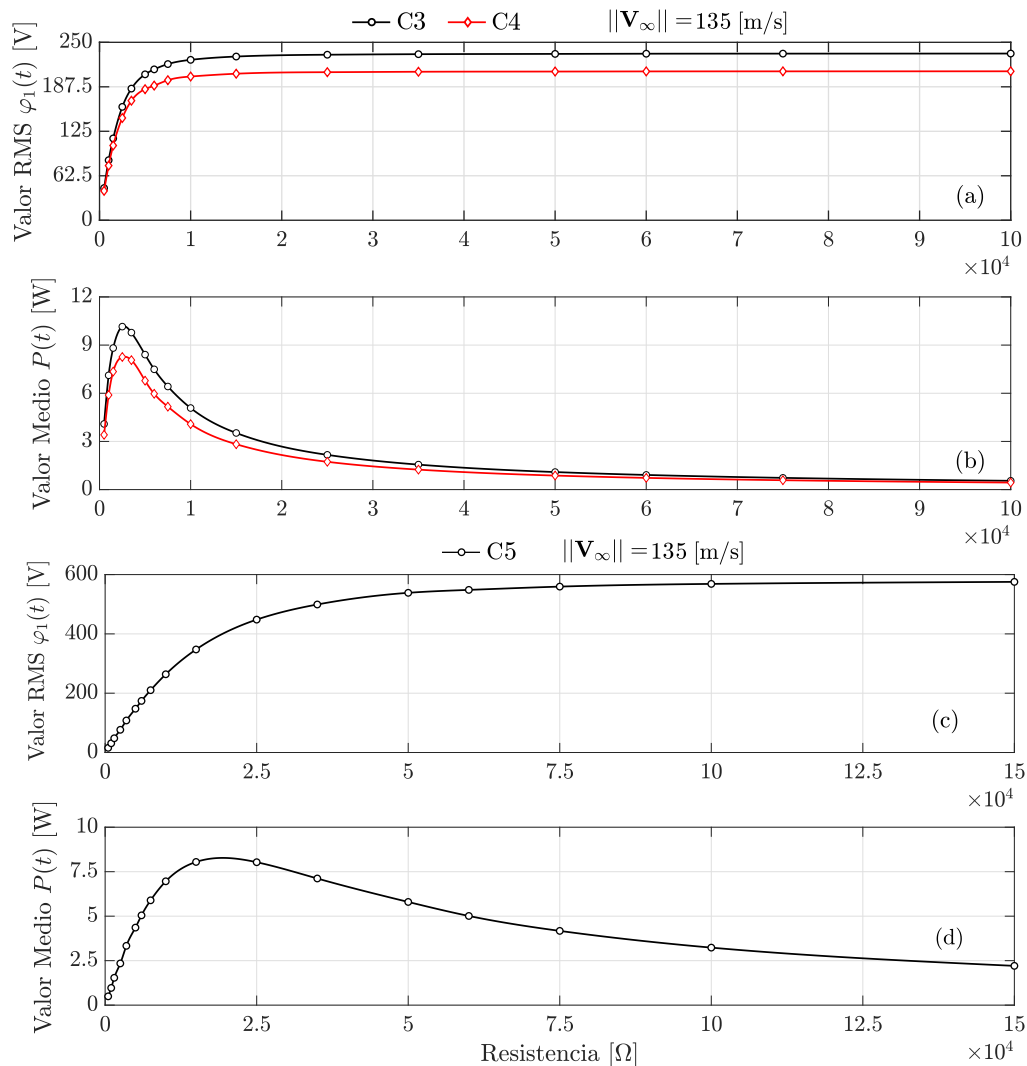 C3 C4 ||V∞|| = 135 [m/s]
Valor RMS φ1(t) [V]
250
187.5
125
62.5
0
(a)
0 1 2 3 4 5 6 7 8 9 10
×10^4
Valor Medio P(t) [W]
12
9
6
3
0
(b)
0 1 2 3 4 5 6 7 8 9 10
×10^4
C5 ||V∞|| = 135 [m/s]
Valor RMS φ1(t) [V]
600
400
200
0
(c)
0 2.5 5 7.5 10 12.5 15
×10^4
Valor Medio P(t) [W]
10
7.5
5
2.5
0
(d)
0 2.5 5 7.5 10 12.5 15
Resistencia [Ω] ×10^4